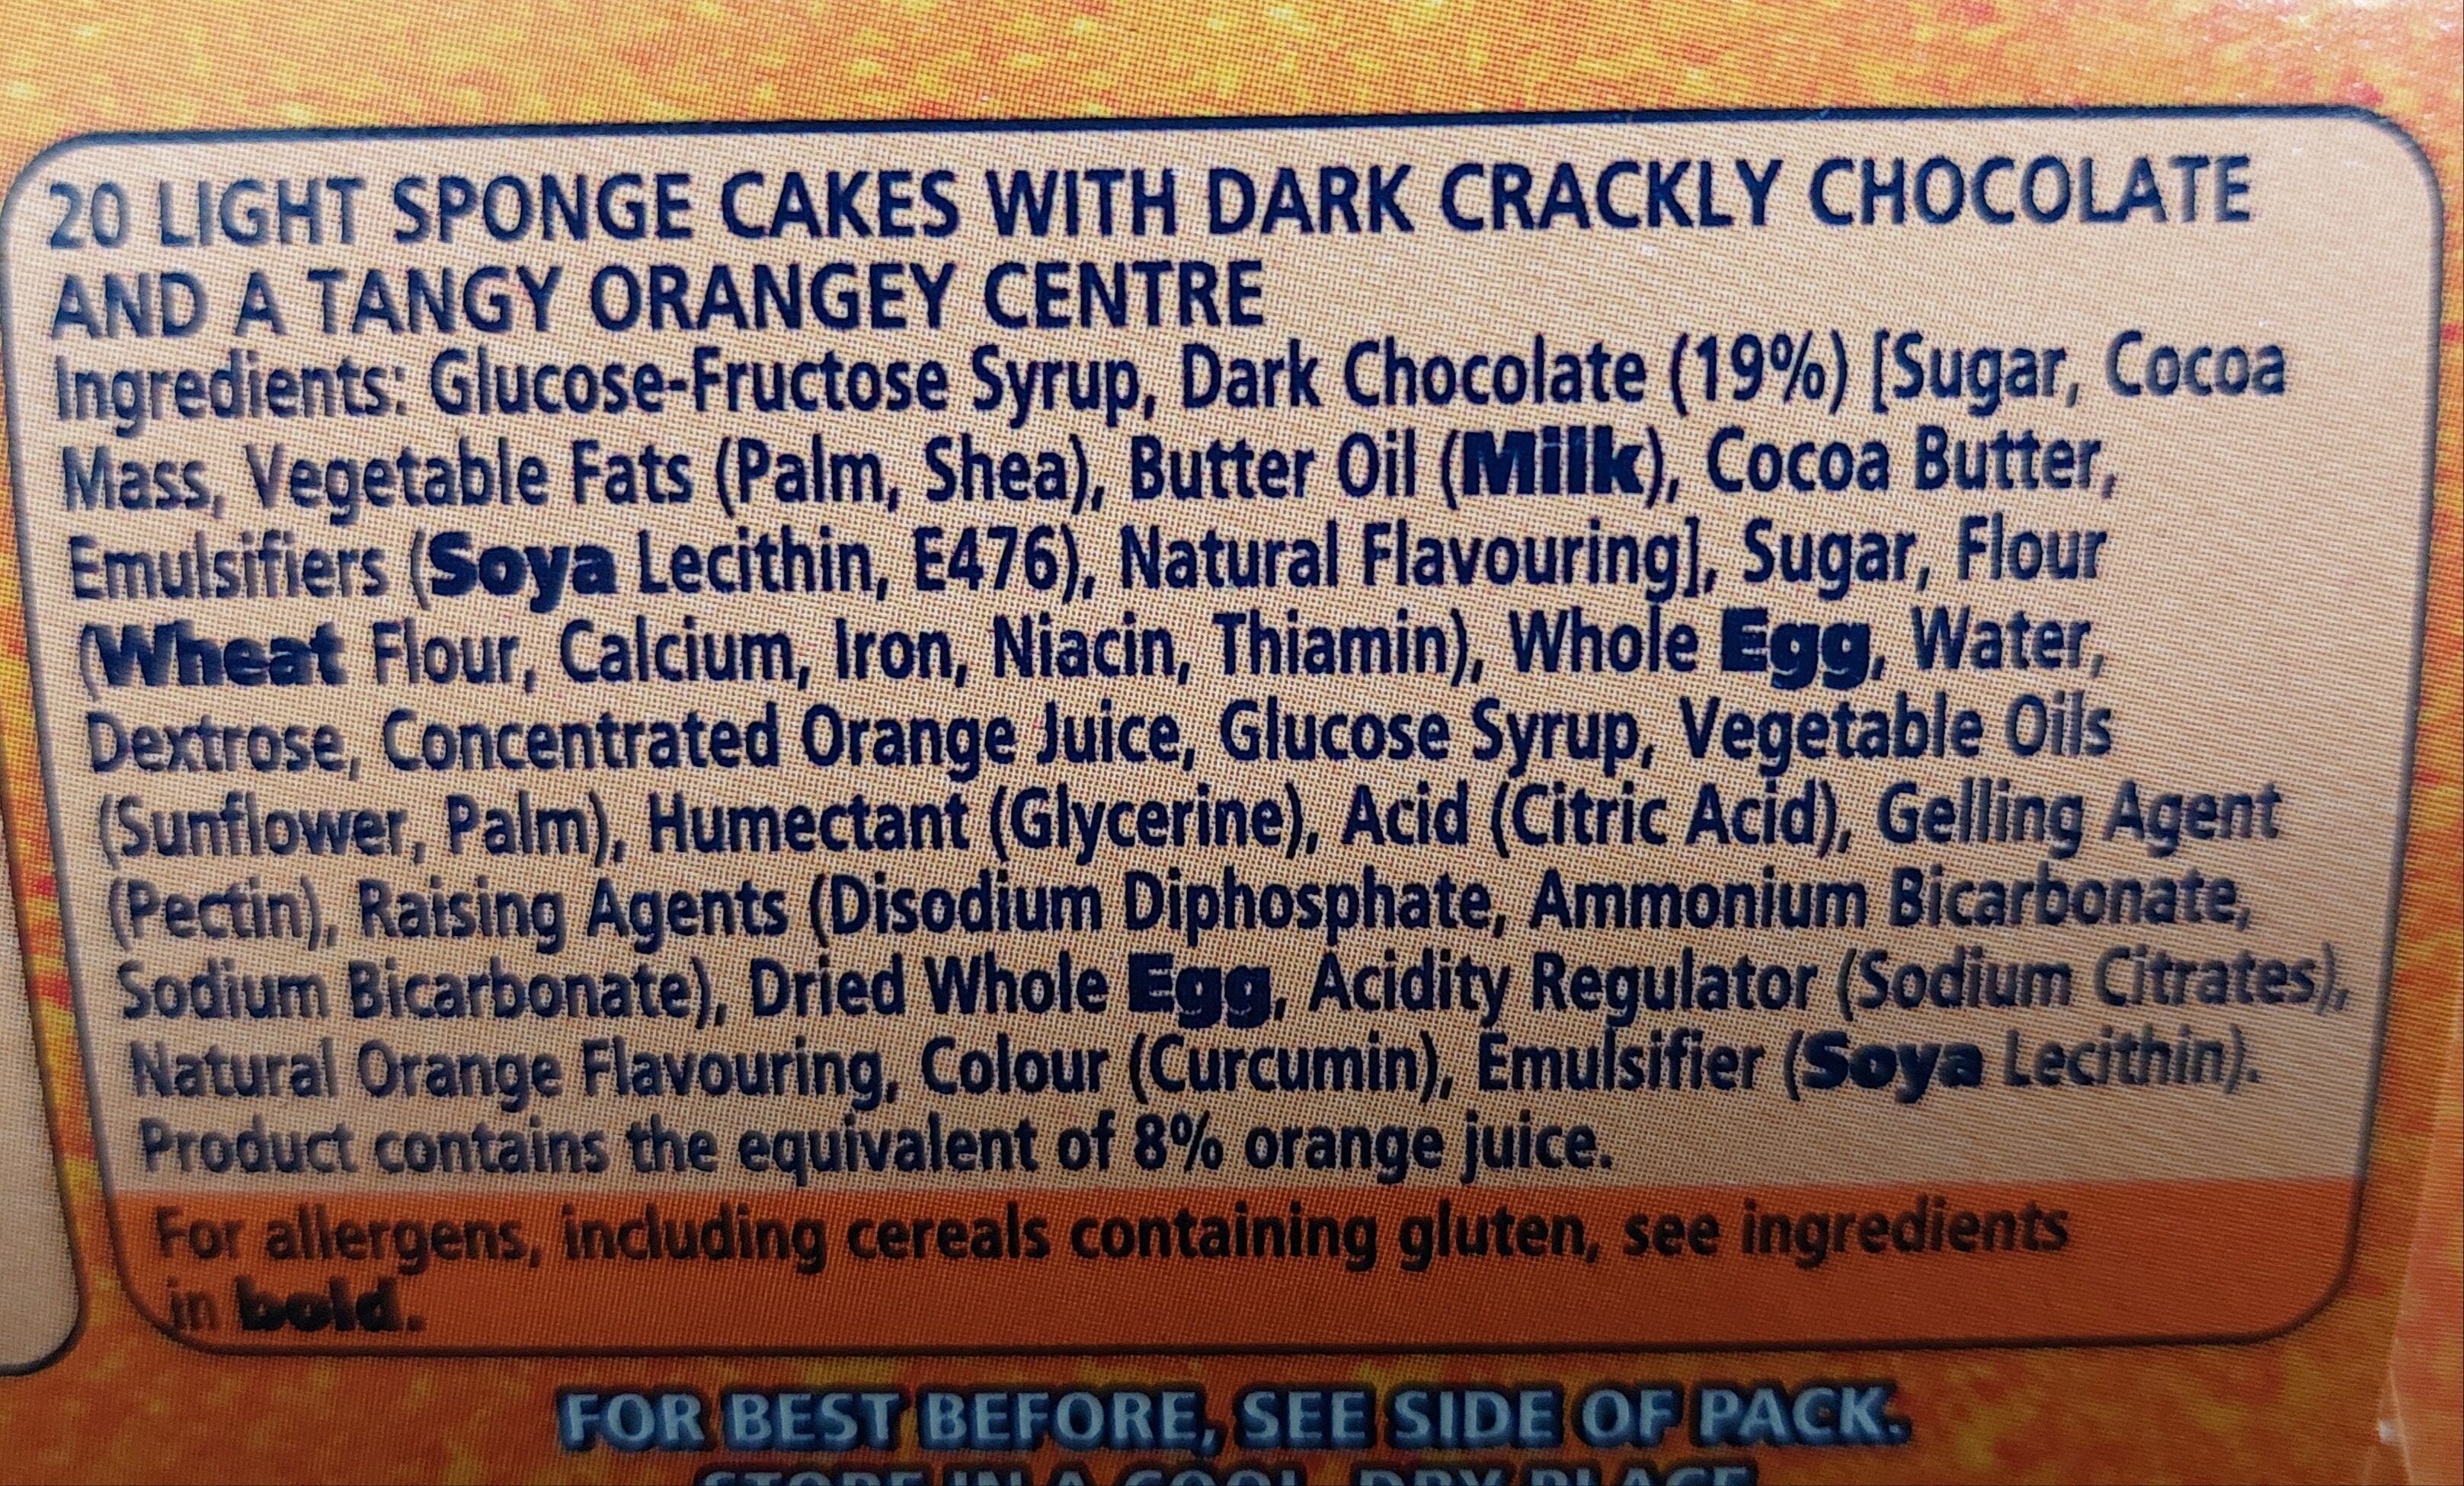 20 LIGHT SPONGE CAKES WITH DARK CRACKLY CHOCOLATE
AND A TANGY ORANGEY CENTRE
Ingredients: Glucose-Fructose Syrup, Dark Chocolate (19%) [Sugar, Cocoa
Mass, Vegetable Fats (Palm, Shea), Butter Oil (Milk), Cocoa Butter,
Emulsifiers (Soya Lecithin, E476), Natural Flavouring], Sugar, Flour
(Wheat Flour, Calcium, Iron, Niacin, Thiamin), Whole Egg, Water,
Dextrose, Concentrated Orange Juice, Glucose Syrup, Vegetable Oils
(Sunflower, Palm), Humectant (Glycerine), Acid (Citric Acid), Gelling Agent
(Pectin), Raising Agents (Disodium Diphosphate, Ammonium Bicarbonate,
Sodium Bicarbonate), Dried Whole Egg, Acidity Regulator (Sodium Citrates),
Natural Orange Flavouring, Colour (Curcumin), Emulsifier (Soya Lecithin).
Product contains the equivalent of 8% orange juice.
For allergens, including cereals containing gluten, see ingredients
in bold.
FOR BEST BEFORE, SEE SIDE OF PACK.
STORE IN A COOL, DRY PLACE